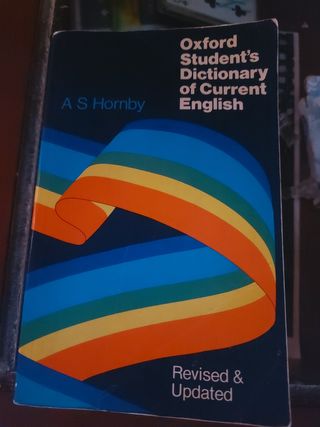 Oxford
Student's
Dictionary
of Current
English
A S Hornby
Revised &
Updated